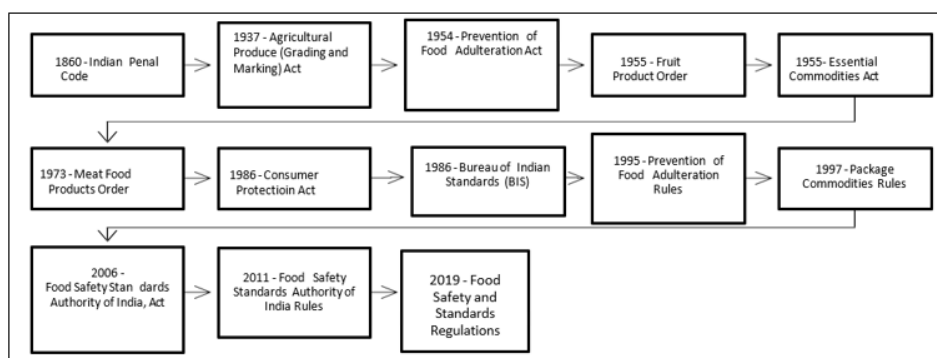 1860 - Indian Penal
Code
1937 - Agricultural
Produce (Grading and
Marking) Act
1954 - Prevention of
Food Adulteration Act
1955 - Fruit
Product Order
1955- Essential
Commodities Act
1973 - Meat Food
Products Order
1986 - Consumer
Protectioin Act
1986 - Bureau of Indian
Standards (BIS)
1995 - Prevention of
Food Adulteration
Rules
1997 - Package
Commodities Rules
2006 -
Food Safety Stan dards
Authority of India, Act
2011 - Food Safety
Standards Authority of
India Rules
2019 - Food
Safety and
Standards
Regulations